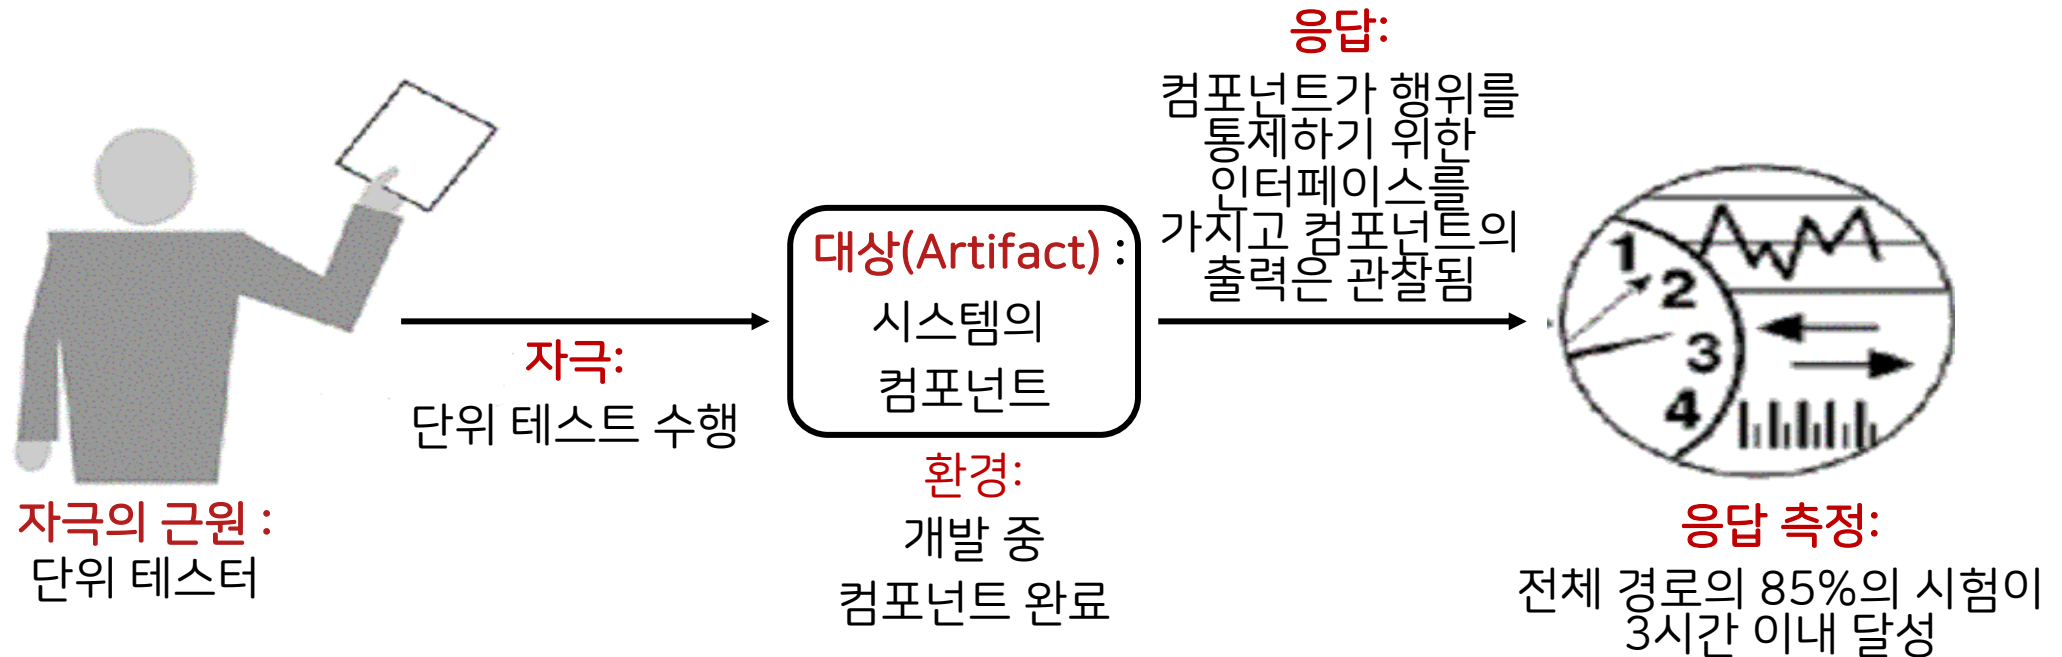 자극의 근원 :
단위 테스터
자극:
단위 테스트 수행
대상(Artifact) :
시스템의
컴포넌트
환경:
개발 중
컴포넌트 완료
응답:
컴포넌트가 행위를
통제하기 위한
인터페이스를
가지고 컴포넌트의
출력은 관찰됨
1
2
3
4
응답 측정:
전체 경로의 85%의 시험이
3시간 이내 달성